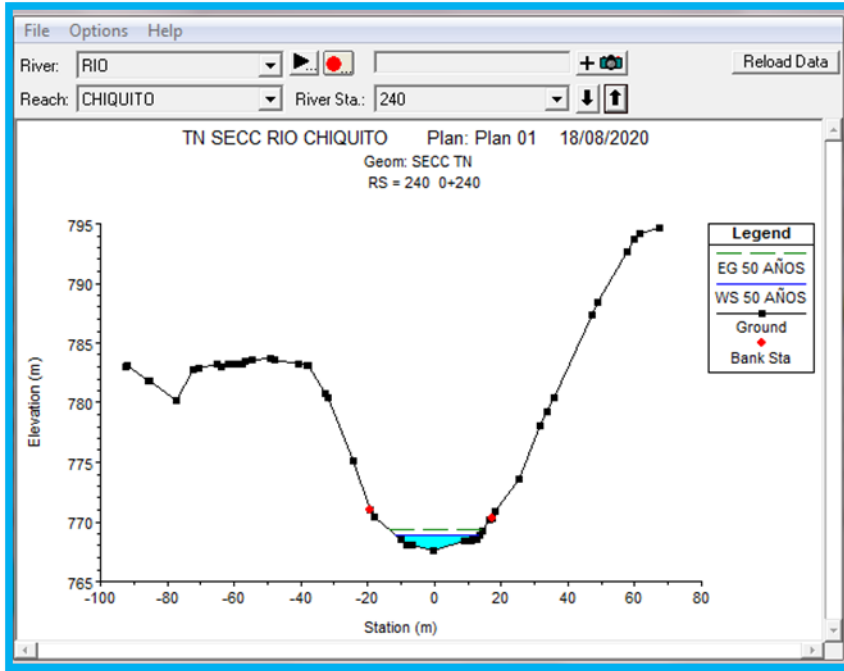 File Options Help
River: RIO Reload Data
Reach: CHIQUITO River Sta.: 240
TN SECC RIO CHIQUITO Plan: Plan 01 18/08/2020
Geom: SECC TN
RS = 240 0+240
795
790
785
780
775
770
765
Elevation (m)
-100 -80 -60 -40 -20 0 20 40 60 80
Station (m)
Legend
EG 50 AÑOS
WS 50 AÑOS
Ground
Bank Sta